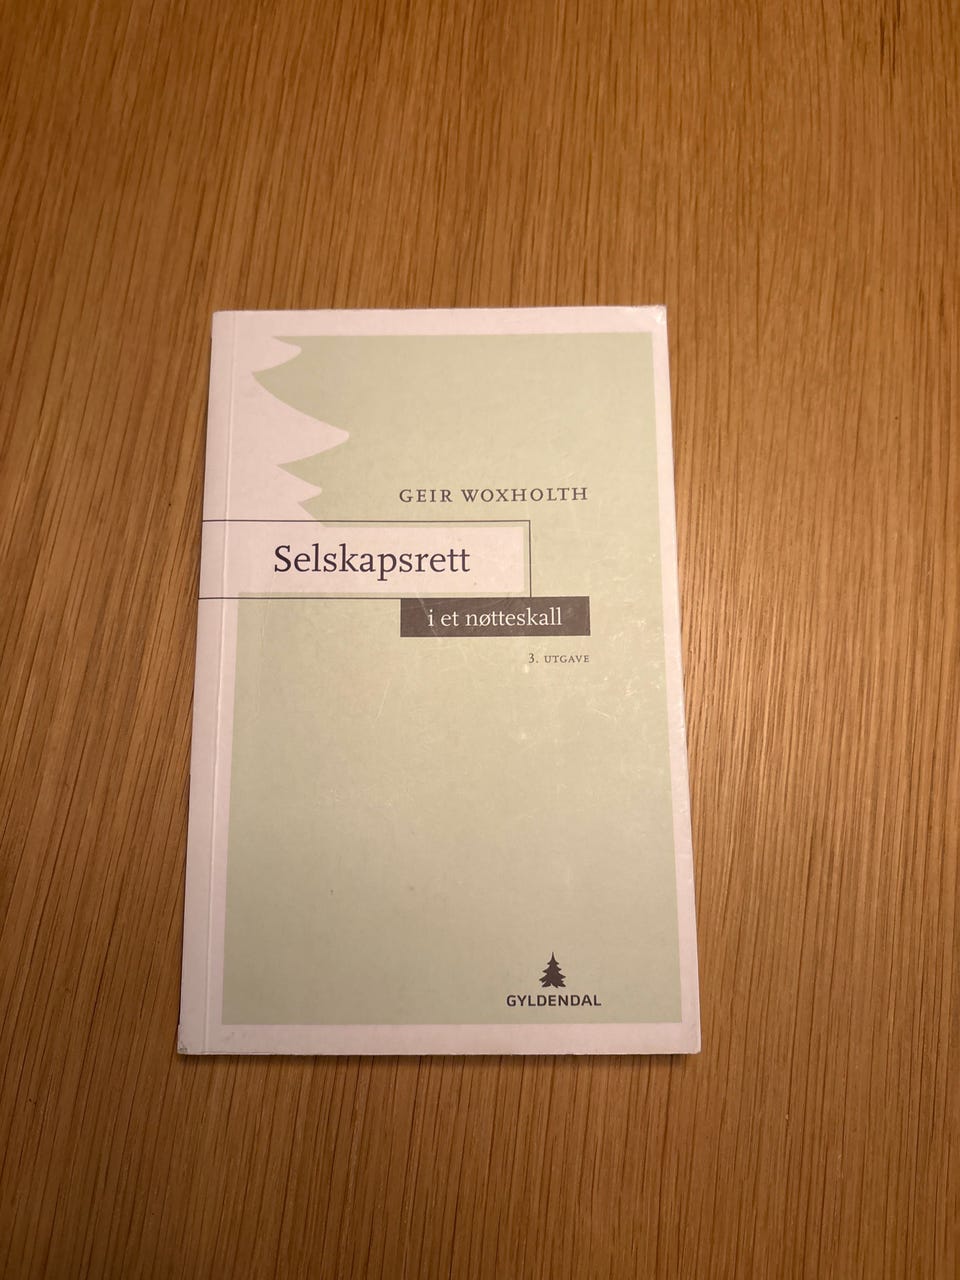 GEIR WOXHOLTH
Selskapsrett
i et nøtteskall
3. UTGAVE
GYLDENDAL